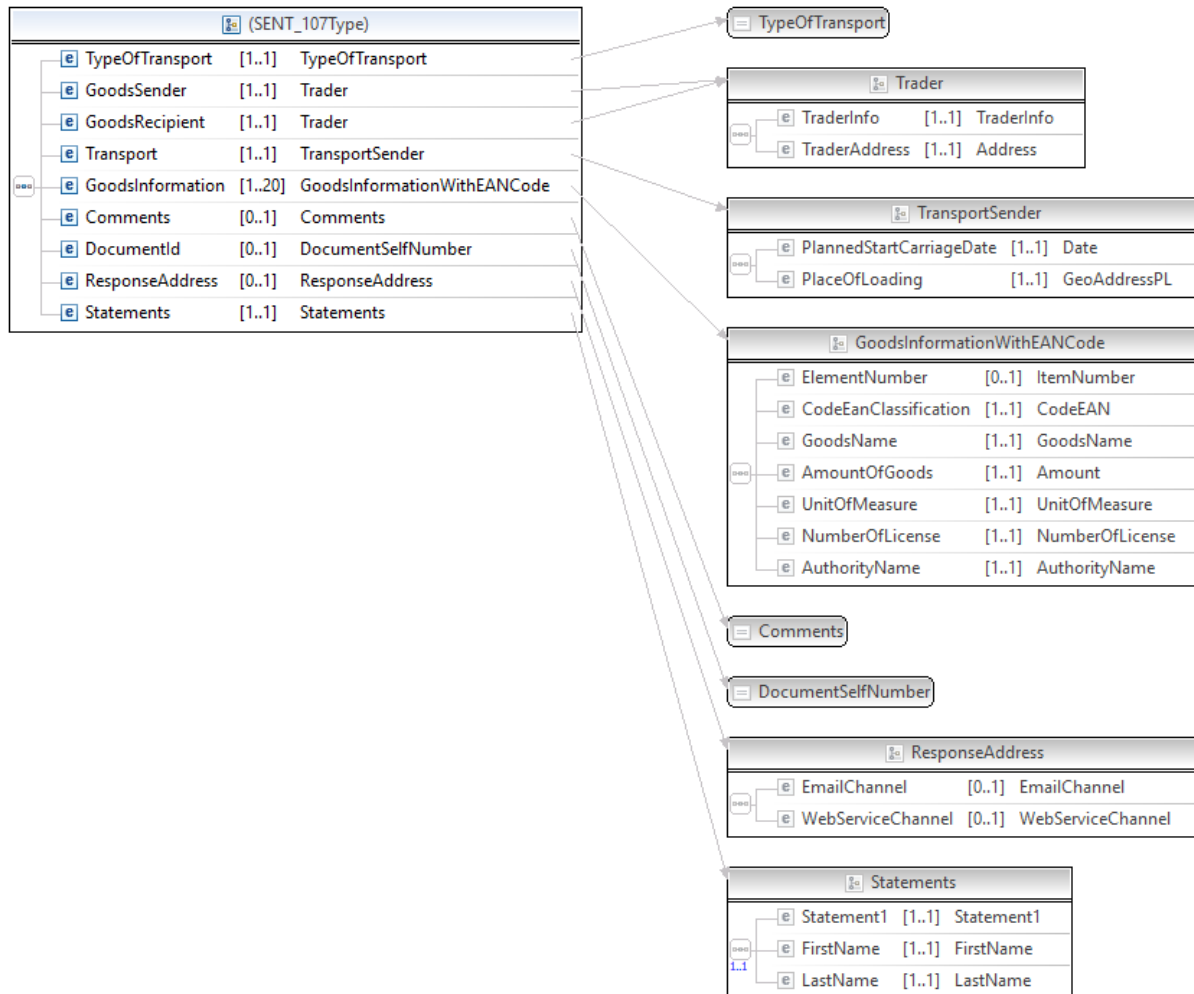 (SENT_107Type)
TypeOfTransport [1..1] TypeOfTransport
GoodsSender [1..1] Trader
GoodsRecipient [1..1] Trader
Transport [1..1] TransportSender
GoodsInformation [1..20] GoodsInformationWithEANCode
Comments [0..1] Comments
DocumentId [0..1] DocumentSelfNumber
ResponseAddress [0..1] ResponseAddress
Statements [1..1] Statements
TypeOfTransport
Trader
TraderInfo [1..1] TraderInfo
TraderAddress [1..1] Address
TransportSender
PlannedStartCarriageDate [1..1] Date
PlaceOfLoading [1..1] GeoAddressPL
GoodsInformationWithEANCode
ElementNumber [0..1] ItemNumber
CodeEanClassification [1..1] CodeEAN
GoodsName [1..1] GoodsName
AmountOfGoods [1..1] Amount
UnitOfMeasure [1..1] UnitOfMeasure
NumberOfLicense [1..1] NumberOfLicense
AuthorityName [1..1] AuthorityName
Comments
DocumentSelfNumber
ResponseAddress
EmailChannel [0..1] EmailChannel
WebServiceChannel [0..1] WebServiceChannel
Statements
Statement1 [1..1] Statement1
FirstName [1..1] FirstName
1..1
LastName [1..1] LastName